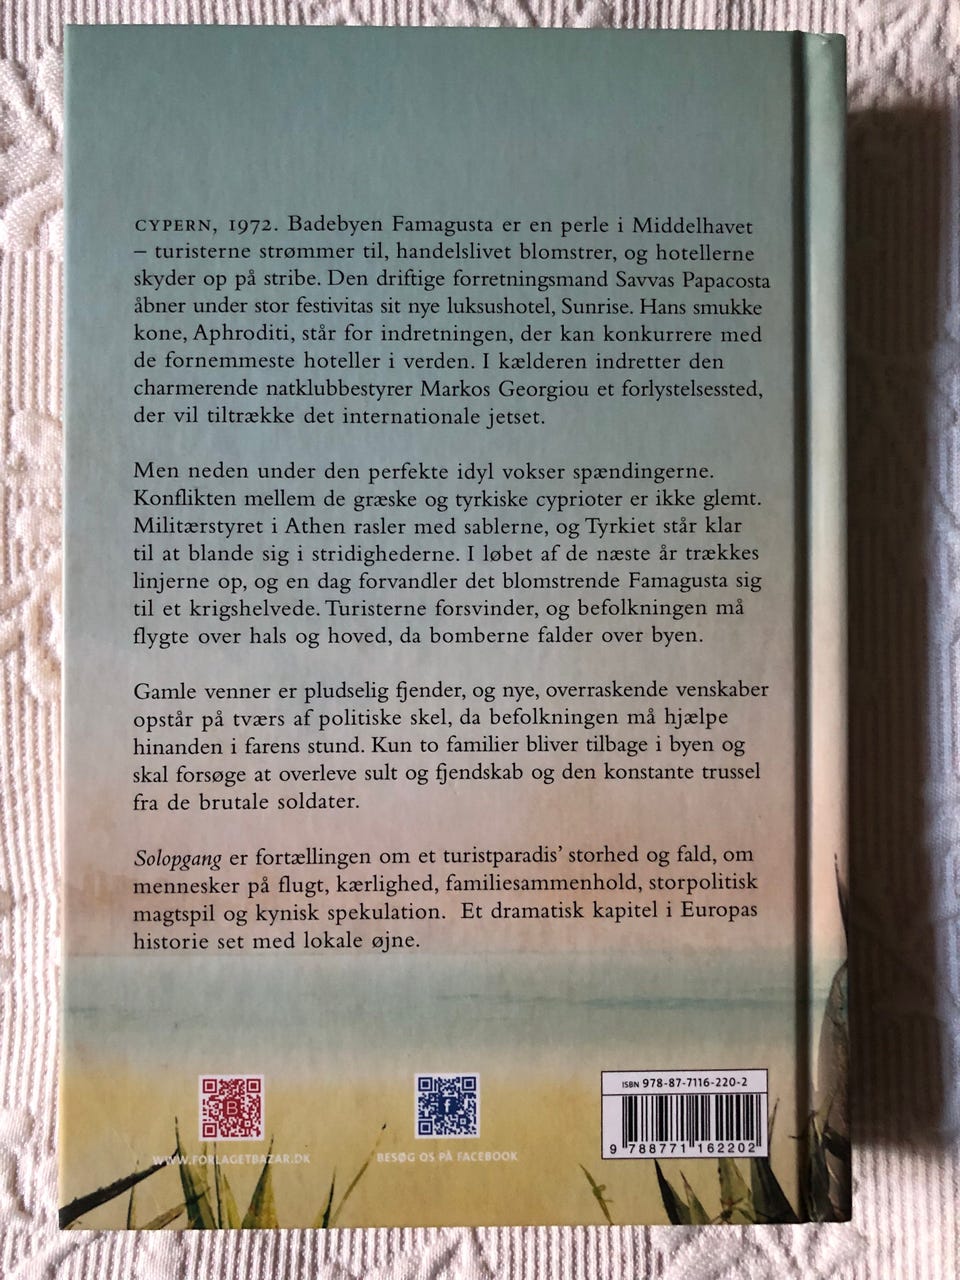 CYPERN, 1972. Badebyen Famagusta er en perle i Middelhavet
– turisterne strømmer til, handelslivet blomstrer, og hotellerne
skyder op på stribe. Den driftige forretningsmand Savvas Papacosta
åbner under stor festivitas sit nye luksushotel, Sunrise. Hans smukke
kone, Aphroditi, står for indretningen, der kan konkurrere med
de fornemmeste hoteller i verden. I kælderen indretter den
charmerende natklubbestyrer Markos Georgiou et forlystelsessted,
der vil tiltrække det internationale jetset.
Men neden under den perfekte idyl vokser spændingerne.
Konflikten mellem de græske og tyrkiske cyprioter er ikke glemt.
Militærstyret i Athen rasler med sablerne, og Tyrkiet står klar
til at blande sig i stridighederne. I løbet af de næste år trækkes
linjerne op, og en dag forvandler det blomstrende Famagusta sig
til et krigshelvede. Turisterne forsvinder, og befolkningen må
flygte over hals og hoved, da bomberne falder over byen.
Gamle venner er pludselig fjender, og nye, overraskende venskaber
opstår på tværs af politiske skel, da befolkningen må hjælpe
hinanden i farens stund. Kun to familier bliver tilbage i byen og
skal forsøge at overleve sult og fjendskab og den konstante trussel
fra de brutale soldater.
Solopgang er fortællingen om et turistparadis’ storhed og fald, om
mennesker på flugt, kærlighed, familiesammenhold, storpolitisk
magtspil og kynisk spekulation. Et dramatisk kapitel i Europas
historie set med lokale øjne.
B
f
WWW.FORLAGETBAZAR.DK
BESØG OS PÅ FACEBOOK
ISBN 978-87-7116-220-2
9 788771 162202